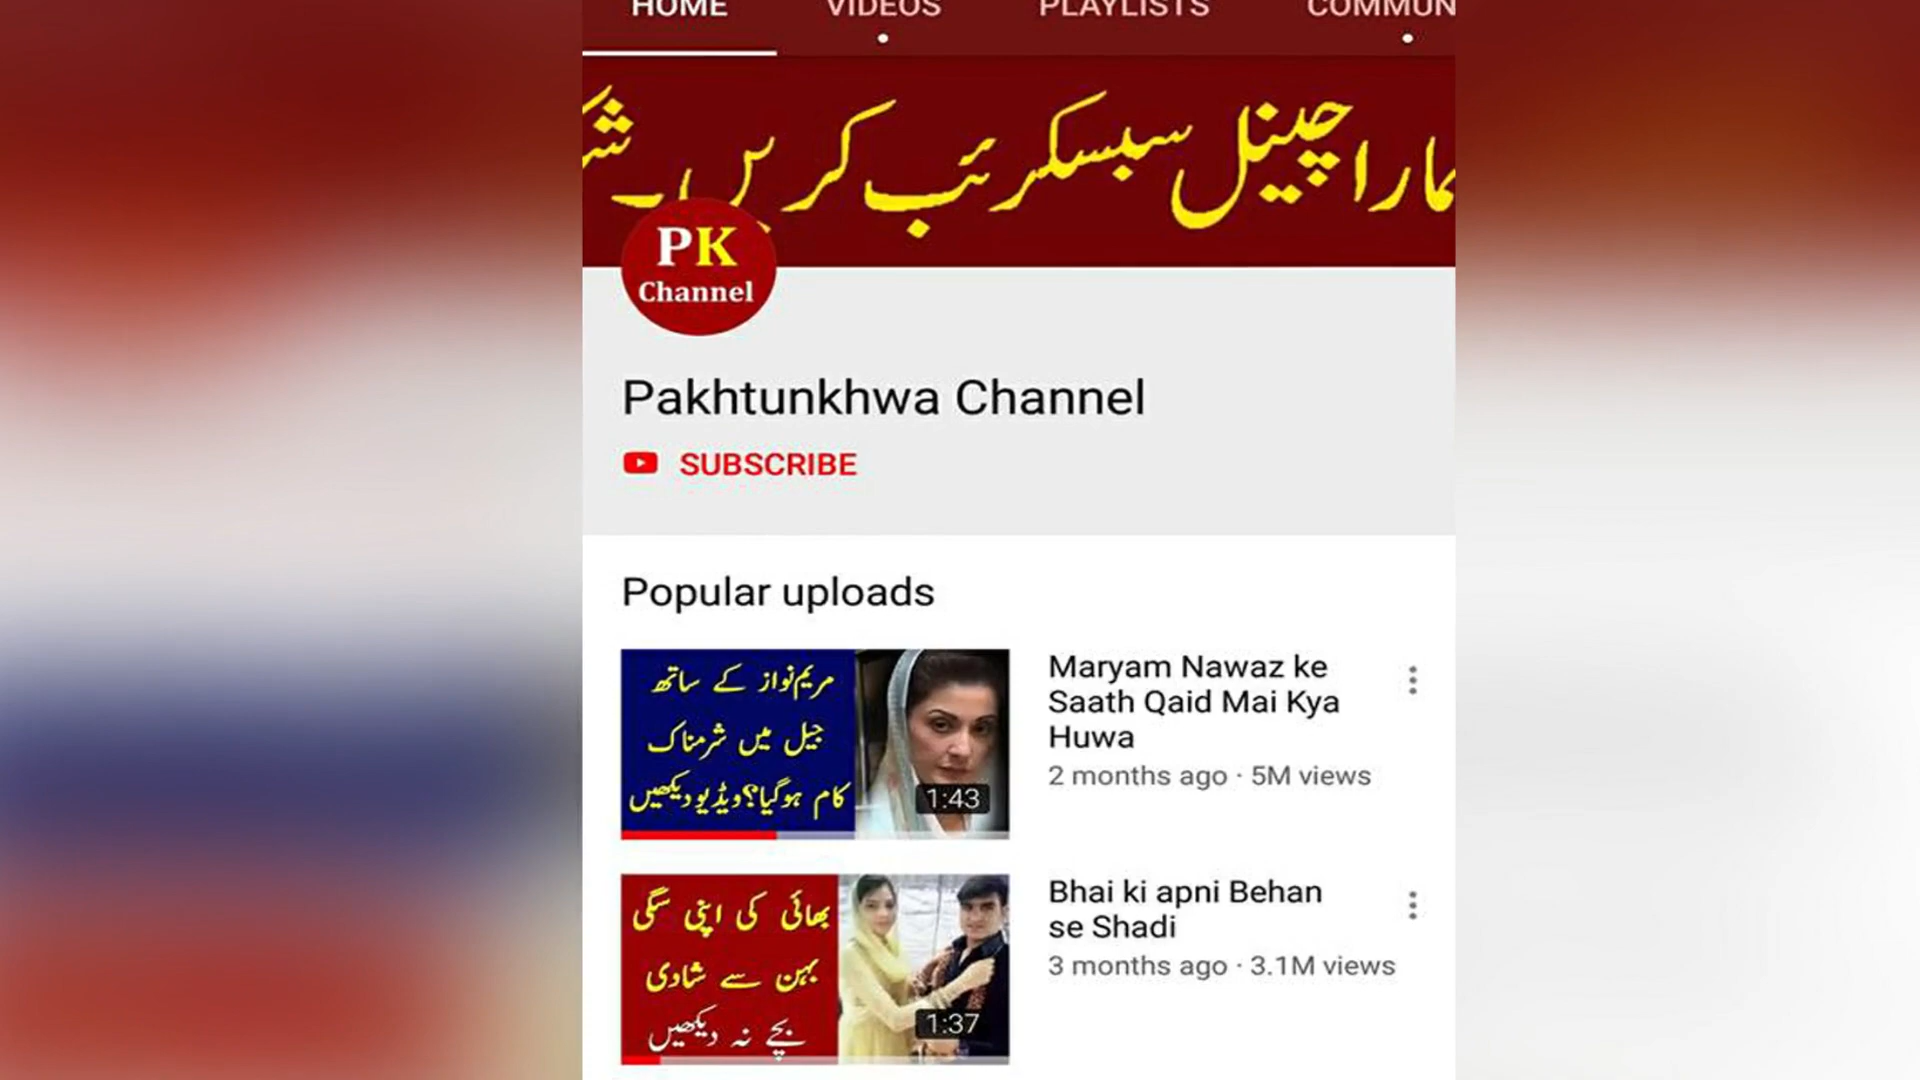 HOME VIDEOS PLAYLISTS COMMUN
ہمارا چینل سبسکرائب کریں۔
PK
Channel
Pakhtunkhwa Channel
SUBSCRIBE
Popular uploads
مریم نواز کے ساتھ
جیل میں شرمناک
کام ہوگیا؟ ویڈیو دیکھیں
1:43
Maryam Nawaz ke
Saath Qaid Mai Kya
Huwa
2 months ago · 5M views
بھائی کی اپنی سگی
بہن سے شادی
بچے نہ دیکھیں
1:37
Bhai ki apni Behan
se Shadi
3 months ago · 3.1M views